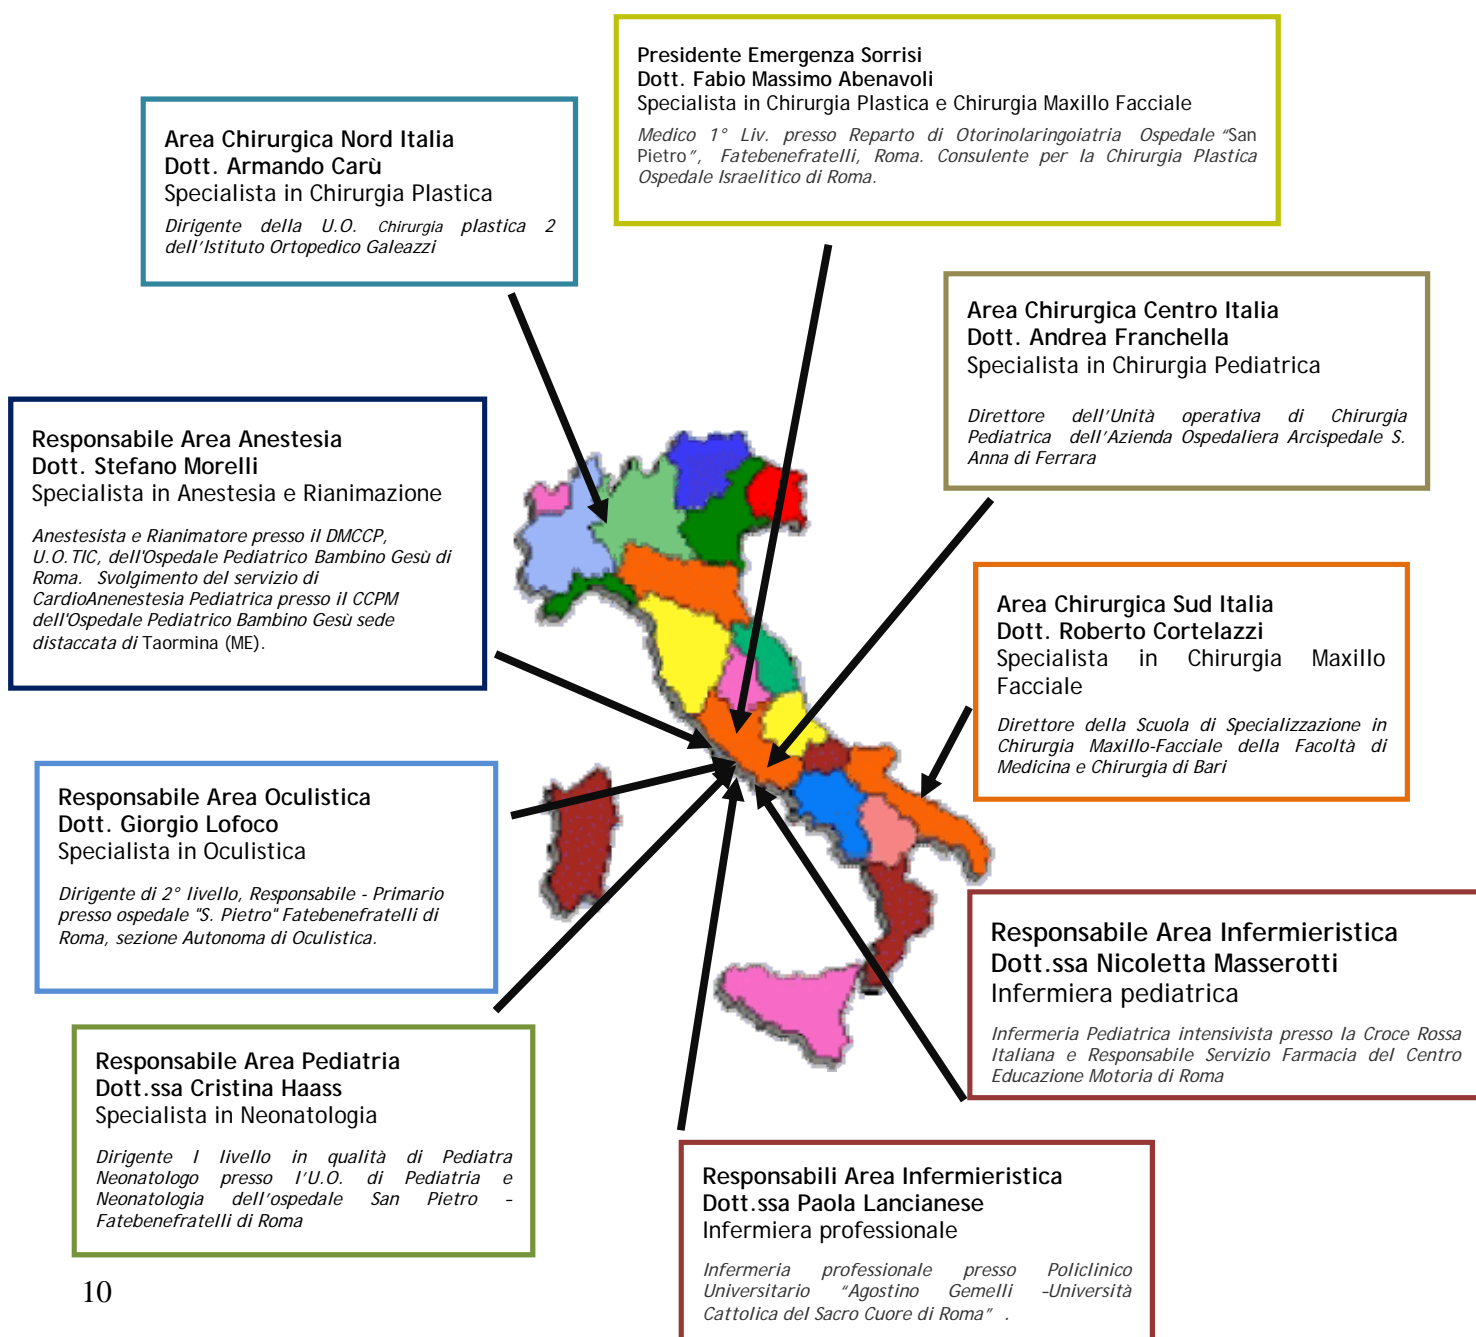 Presidente Emergenza Sorrisi
Dott. Fabio Massimo Abenavoli
Specialista in Chirurgia Plastica e Chirurgia Maxillo Facciale
Medico 1° Liv. presso Reparto di Otorinolaringoiatria Ospedale “San
Pietro”, Fatebenefratelli, Roma. Consulente per la Chirurgia Plastica
Ospedale Israelitico di Roma.
Area Chirurgica Nord Italia
Dott. Armando Carù
Specialista in Chirurgia Plastica
Dirigente della U.O. Chirurgia plastica 2
dell’Istituto Ortopedico Galeazzi
Area Chirurgica Centro Italia
Dott. Andrea Franchella
Specialista in Chirurgia Pediatrica
Direttore dell’Unità operativa di Chirurgia
Pediatrica dell’Azienda Ospedaliera Arcispedale S.
Anna di Ferrara
Responsabile Area Anestesia
Dott. Stefano Morelli
Specialista in Anestesia e Rianimazione
Anestesista e Rianimatore presso il DMCCP,
U.O.TIC, dell'Ospedale Pediatrico Bambino Gesù di
Roma. Svolgimento del servizio di
CardioAnenestesia Pediatrica presso il CCPM
dell'Ospedale Pediatrico Bambino Gesù sede
distaccata di Taormina (ME).
Area Chirurgica Sud Italia
Dott. Roberto Cortelazzi
Specialista in Chirurgia Maxillo
Facciale
Direttore della Scuola di Specializzazione in
Chirurgia Maxillo-Facciale della Facoltà di
Medicina e Chirurgia di Bari
Responsabile Area Oculistica
Dott. Giorgio Lofoco
Specialista in Oculistica
Dirigente di 2° livello, Responsabile - Primario
presso ospedale "S. Pietro" Fatebenefratelli di
Roma, sezione Autonoma di Oculistica.
Responsabile Area Infermieristica
Dott.ssa Nicoletta Masserotti
Infermiera pediatrica
Infermeria Pediatrica intensivista presso la Croce Rossa
Italiana e Responsabile Servizio Farmacia del Centro
Educazione Motoria di Roma
Responsabile Area Pediatria
Dott.ssa Cristina Haass
Specialista in Neonatologia
Dirigente I livello in qualità di Pediatra
Neonatologo presso l’U.O. di Pediatria e
Neonatologia dell’ospedale San Pietro –
Fatebenefratelli di Roma
Responsabili Area Infermieristica
Dott.ssa Paola Lancianese
Infermiera professionale
Infermeria professionale presso Policlinico
Universitario “Agostino Gemelli –Università
Cattolica del Sacro Cuore di Roma” .
10